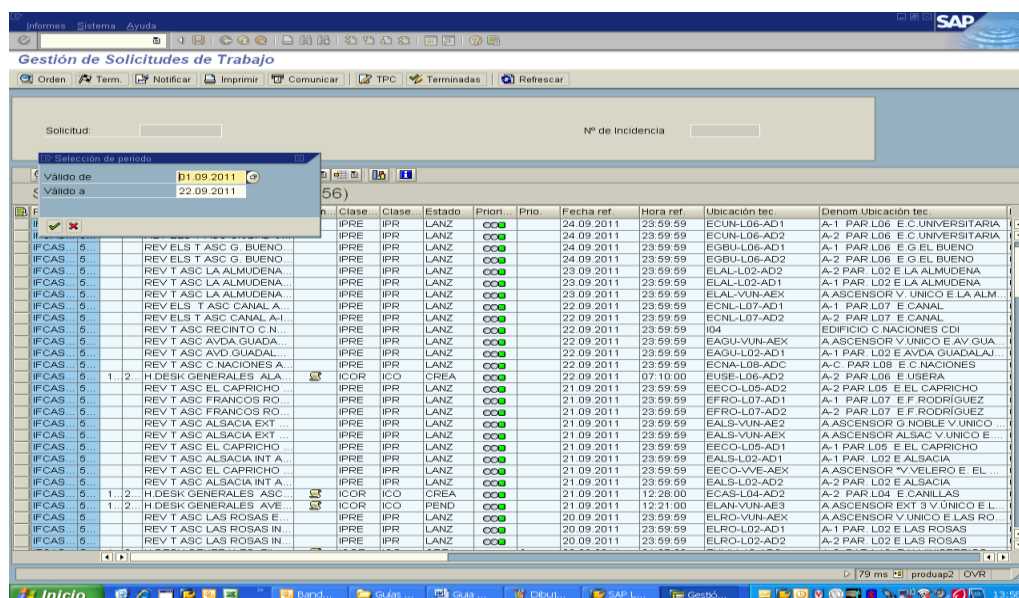 Informes Sistema Ayuda
SAP
Gestión de Solicitudes de Trabajo
Orden Term. Notificar Imprimir Comunicar TPC Terminadas Refrescar
Solicitud: Nº de Incidencia
Selección de periodo
Válido de 01.09.2011
Válido a 22.09.2011
56)
Clase... Clase... Estado Priori... Prio. Fecha ref. Hora ref. Ubicación tec. Denom.Ubicación tec.
IPRE IPR LANZ 24.09.2011 23:59:59 ECUN-L06-AD1 A-1 PAR.L06 E.C.UNIVERSITARIA
IPRE IPR LANZ 24.09.2011 23:59:59 ECUN-L06-AD2 A-2 PAR.L06 E.C.UNIVERSITARIA
IFCAS... 5... REV ELS T ASC G. BUENO... IPRE IPR LANZ 24.09.2011 23:59:59 EGBU-L06-AD1 A-1 PAR.L06 E.G.EL BUENO
IFCAS... 5... REV ELS T ASC G. BUENO... IPRE IPR LANZ 24.09.2011 23:59:59 EGBU-L06-AD2 A-2 PAR.L06 E.G.EL BUENO
IFCAS... 5... REV T ASC LA ALMUDENA... IPRE IPR LANZ 23.09.2011 23:59:59 ELAL-L02-AD2 A-2 PAR. L02 E.LA ALMUDENA
IFCAS... 5... REV T ASC LA ALMUDENA... IPRE IPR LANZ 23.09.2011 23:59:59 ELAL-L02-AD1 A-1 PAR. L02 E.LA ALMUDENA
IFCAS... 5... REV T ASC LA ALMUDENA... IPRE IPR LANZ 23.09.2011 23:59:59 ELAL-VUN-AEX A.ASCENSOR V. UNICO E.LA ALM...
IFCAS... 5... REV ELS T ASC CANAL A... IPRE IPR LANZ 22.09.2011 23:59:59 ECNL-L07-AD1 A-1 PAR.L07 E.CANAL
IFCAS... 5... REV ELS T ASC CANAL A-I... IPRE IPR LANZ 22.09.2011 23:59:59 ECNL-L07-AD2 A-2 PAR.L07 E.CANAL
IFCAS... 5... REV T ASC RECINTO C.N... IPRE IPR LANZ 22.09.2011 23:59:59 I04 EDIFICIO C.NACIONES CDI
IFCAS... 5... REV T ASC AVDA.GUADA... IPRE IPR LANZ 22.09.2011 23:59:59 EAGU-VUN-AEX A.ASCENSOR V.UNICO E.AV.GUA...
IFCAS... 5... REV T ASC AVD.GUADAL... IPRE IPR LANZ 22.09.2011 23:59:59 EAGU-L02-AD1 A-1 PAR. L02 E.AVDA GUADALAJ...
IFCAS... 5... REV T ASC C.NACIONES A... IPRE IPR LANZ 22.09.2011 23:59:59 ECNA-L08-ADC A-C. PAR.L08 E.C.NACIONES
IFCAS... 5... 1... 2... H.DESK GENERALES ALA... ICOR ICO CREA 22.09.2011 07:10:00 EUSE-L06-AD2 A-2 PAR.L06 E.USERA
IFCAS... 5... REV T ASC EL CAPRICHO ... IPRE IPR LANZ 21.09.2011 23:59:59 EECO-L05-AD2 A-2 PAR.L05 E.EL CAPRICHO
IFCAS... 5... REV T ASC FRANCOS RO... IPRE IPR LANZ 21.09.2011 23:59:59 EFRO-L07-AD1 A-1 PAR.L07 E.F.RODRÍGUEZ
IFCAS... 5... REV T ASC FRANCOS RO... IPRE IPR LANZ 21.09.2011 23:59:59 EFRO-L07-AD2 A-2 PAR.L07 E.F.RODRÍGUEZ
IFCAS... 5... REV T ASC ALSACIA EXT ... IPRE IPR LANZ 21.09.2011 23:59:59 EALS-VUN-AE2 A.ASCENSOR G.NOBLE V.UNICO ...
IFCAS... 5... REV T ASC ALSACIA EXT ... IPRE IPR LANZ 21.09.2011 23:59:59 EALS-VUN-AEX A.ASCENSOR ALSAC V.UNICO E....
IFCAS... 5... REV T ASC EL CAPRICHO ... IPRE IPR LANZ 21.09.2011 23:59:59 EECO-L05-AD1 A-1 PAR.L05 E.EL CAPRICHO
IFCAS... 5... REV T ASC ALSACIA INT A... IPRE IPR LANZ 21.09.2011 23:59:59 EALS-L02-AD1 A-1 PAR. L02 E.ALSACIA
IFCAS... 5... REV T ASC EL CAPRICHO ... IPRE IPR LANZ 21.09.2011 23:59:59 EECO-VVE-AEX A.ASCENSOR "V.VELERO E. EL ...
IFCAS... 5... REV T ASC ALSACIA INT A... IPRE IPR LANZ 21.09.2011 23:59:59 EALS-L02-AD2 A-2 PAR. L02 E.ALSACIA
IFCAS... 5... 1... 2... H.DESK GENERALES ASC... ICOR ICO CREA 21.09.2011 12:28:00 ECAS-L04-AD2 A-2 PAR.L04 E.CANILLAS
IFCAS... 5... 1... 2... H.DESK GENERALES AVE... ICOR ICO PEND 21.09.2011 12:21:00 ELAN-VUN-AE3 A.ASCENSOR EXT 3 V.ÚNICO E.L...
IFCAS... 5... REV T ASC LAS ROSAS E... IPRE IPR LANZ 20.09.2011 23:59:59 ELRO-VUN-AEX A.ASCENSOR V.UNICO E.LAS RO...
IFCAS... 5... REV T ASC LAS ROSAS IN... IPRE IPR LANZ 20.09.2011 23:59:59 ELRO-L02-AD1 A-1 PAR. L02 E.LAS ROSAS
IFCAS... 5... REV T ASC LAS ROSAS IN... IPRE IPR LANZ 20.09.2011 23:59:59 ELRO-L02-AD2 A-2 PAR. L02 E.LAS ROSAS
79 ms produap2 OVR
Inicio Band... Guías ... Guia ... Dibut... SAP L... Gestió... 13:58